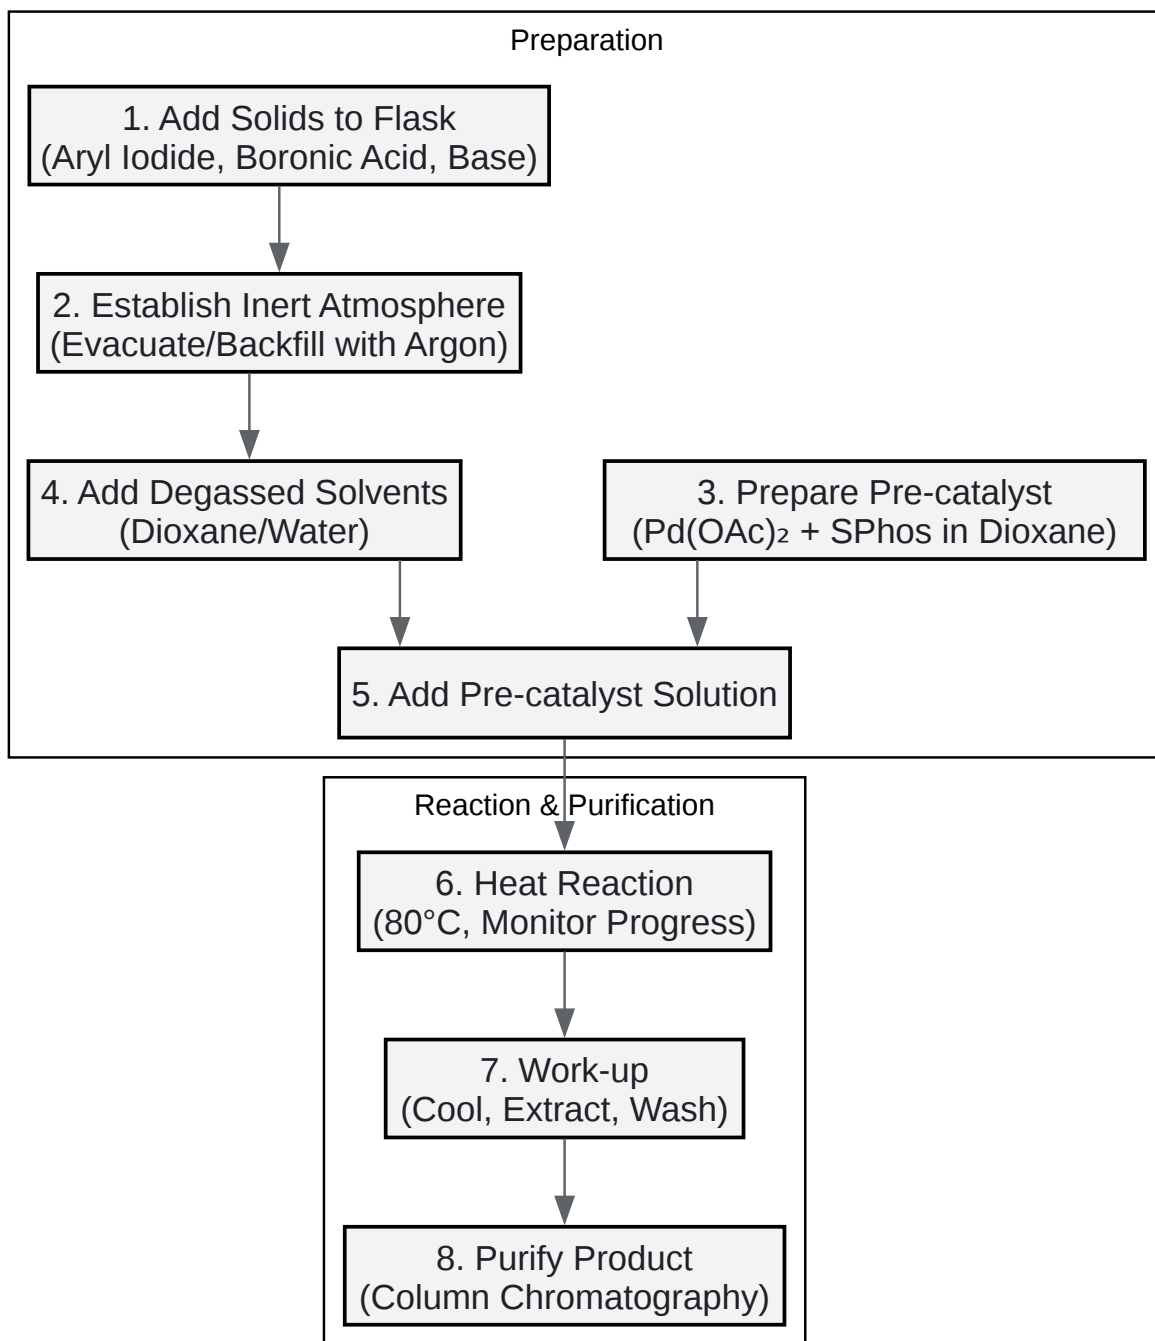 Preparation
1. Add Solids to Flask
(Aryl Iodide, Boronic Acid, Base)
2. Establish Inert Atmosphere
(Evacuate/Backfill with Argon)
4. Add Degassed Solvents
(Dioxane/Water)
3. Prepare Pre-catalyst
(Pd(OAc)₂ + SPhos in Dioxane)
5. Add Pre-catalyst Solution
Reaction & Purification
6. Heat Reaction
(80°C, Monitor Progress)
7. Work-up
(Cool, Extract, Wash)
8. Purify Product
(Column Chromatography)